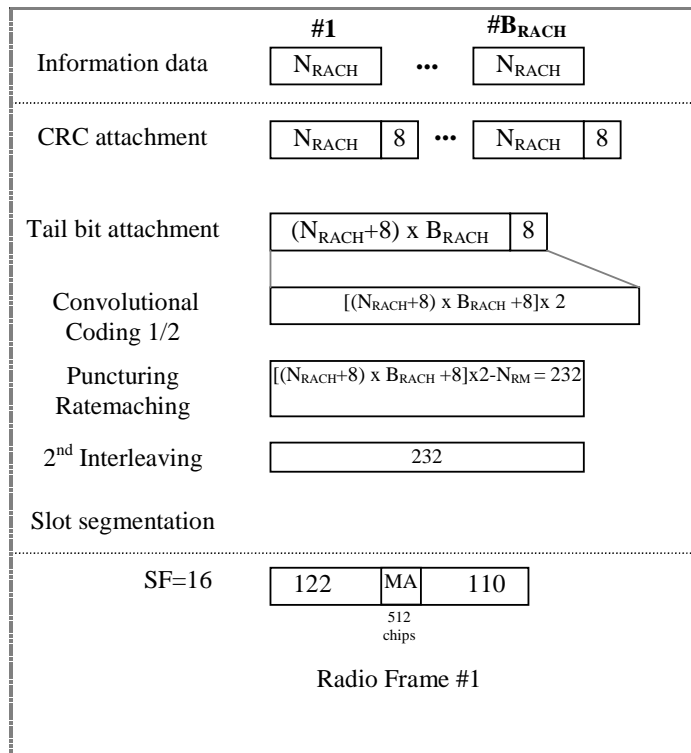 #1 #B_RACH
Information data N_RACH ••• N_RACH
CRC attachment N_RACH 8 ••• N_RACH 8
Tail bit attachment (N_RACH+8) x B_RACH 8
Convolutional
Coding 1/2
[(N_RACH+8) x B_RACH +8]x 2
Puncturing
Ratemaching
[(N_RACH+8) x B_RACH +8]x2-N_RM = 232
2nd Interleaving 232
Slot segmentation
SF=16 122 MA 110
512
chips
Radio Frame #1